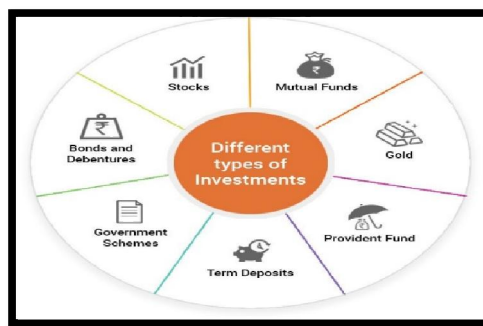 Stocks
Mutual Funds
Gold
Provident Fund
Term Deposits
Government
Schemes
Bonds and
Debentures
Different
types of
Investments
₹
₹